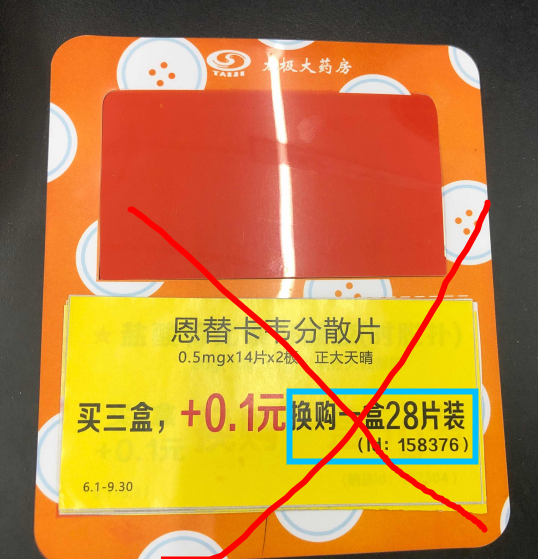 TAIJI
太极大药房
恩替卡韦分散片
0.5mgx14片x2板 正大天晴
买三盒，+0.1元换购一盒28片装
(Id: 158376)
6.1-9.30